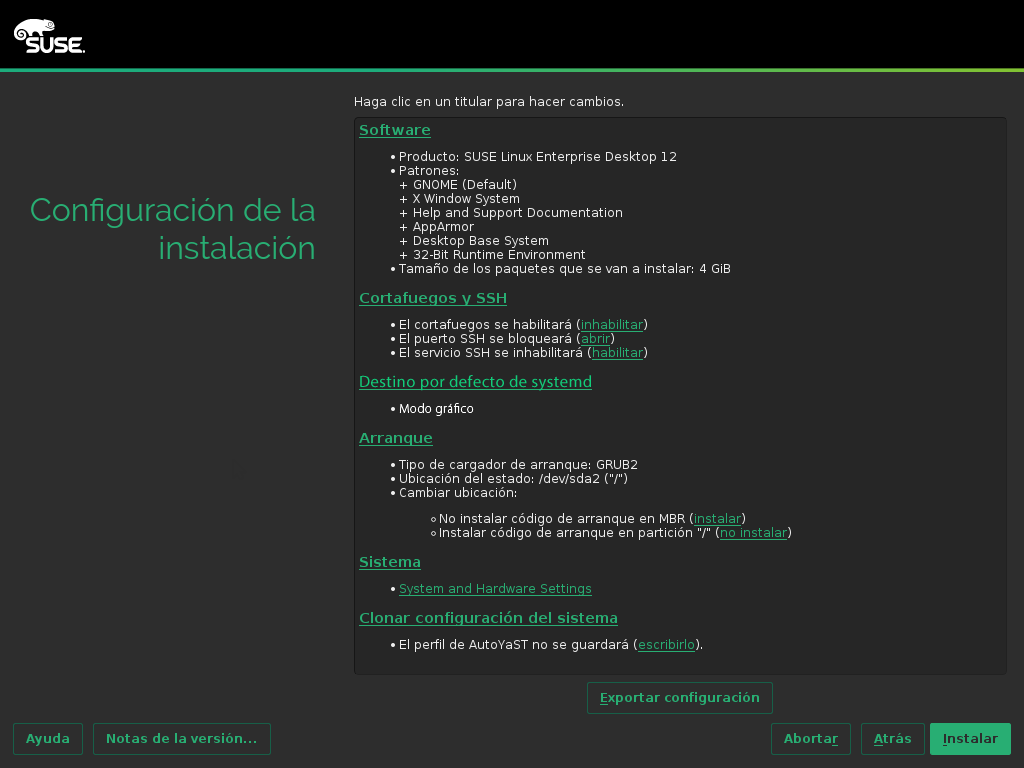 SUSE.
Haga clic en un titular para hacer cambios.
Configuración de la
instalación
Software
• Producto: SUSE Linux Enterprise Desktop 12
• Patrones:
+ GNOME (Default)
+ X Window System
+ Help and Support Documentation
+ AppArmor
+ Desktop Base System
+ 32-Bit Runtime Environment
• Tamaño de los paquetes que se van a instalar: 4 GiB
Cortafuegos y SSH
• El cortafuegos se habilitará (inhabilitar)
• El puerto SSH se bloqueará (abrir)
• El servicio SSH se inhabilitará (habilitar)
Destino por defecto de systemd
• Modo gráfico
Arranque
• Tipo de cargador de arranque: GRUB2
• Ubicación del estado: /dev/sda2 ("/")
• Cambiar ubicación:
◦ No instalar código de arranque en MBR (instalar)
◦ Instalar código de arranque en partición "/" (no instalar)
Sistema
• System and Hardware Settings
Clonar configuración del sistema
• El perfil de AutoYaST no se guardará (escribirlo).
Exportar configuración
Ayuda Notas de la versión... Abortar Atrás Instalar